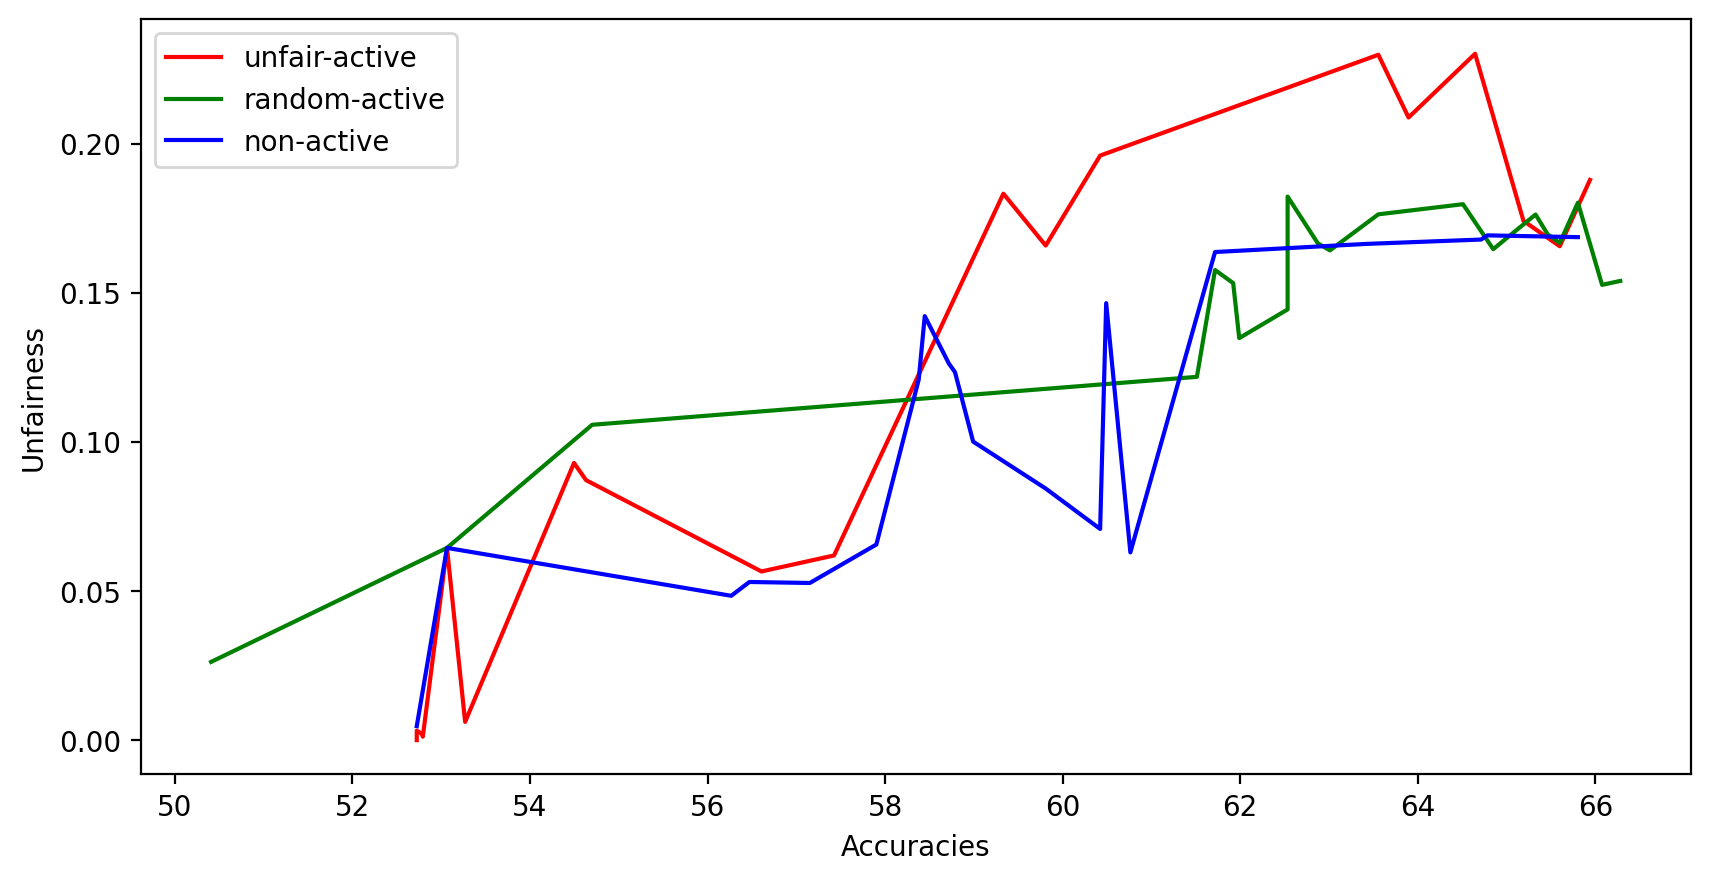 unfair-active
random-active
non-active
Unfairness
0.20
0.15
0.10
0.05
0.00
50 52 54 56 58 60 62 64 66
Accuracies